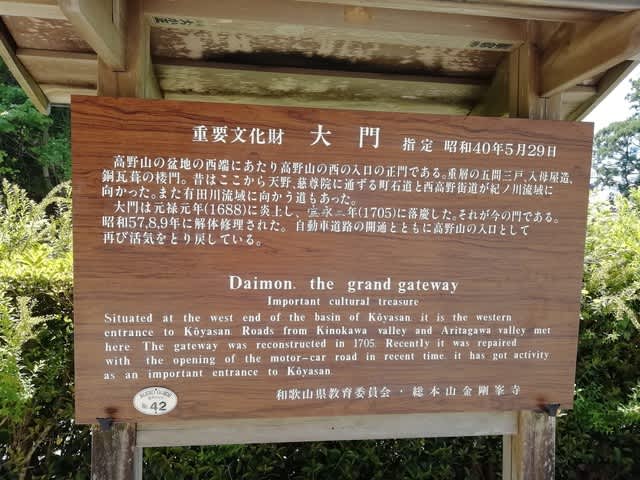 重要文化財 大門 指定 昭和40年5月29日
高野山の盆地の西端にあたり高野山の西の入口の正門である。重層の五間三戸、入母屋造、
銅瓦葺の楼門。昔はここから天野、慈尊院に通ずる町石道と西高野街道が紀ノ川流域に
向かった。また有田川流域に向かう道もあった。
大門は元禄元年(1688)に炎上し、宝永二年(1705)に落慶した。それが今の門である。
昭和57,8,9年に解体修理された。自動車道路の開通とともに高野山の入口として
再び活気をとり戻している。
Daimon. the grand gateway
Important cultural treasure
Situated at the west end of the basin of Kōyasan. it is the western
entrance to Kōyasan. Roads from Kinokawa valley and Aritagawa valley met
here. The gateway was reconstructed in 1705. Recently it was repaired
with the opening of the motor-car road in recent time. it has got activity
as an important entrance to Kōyasan.
和歌山県教育委員会・総本山金剛峯寺
No. 42